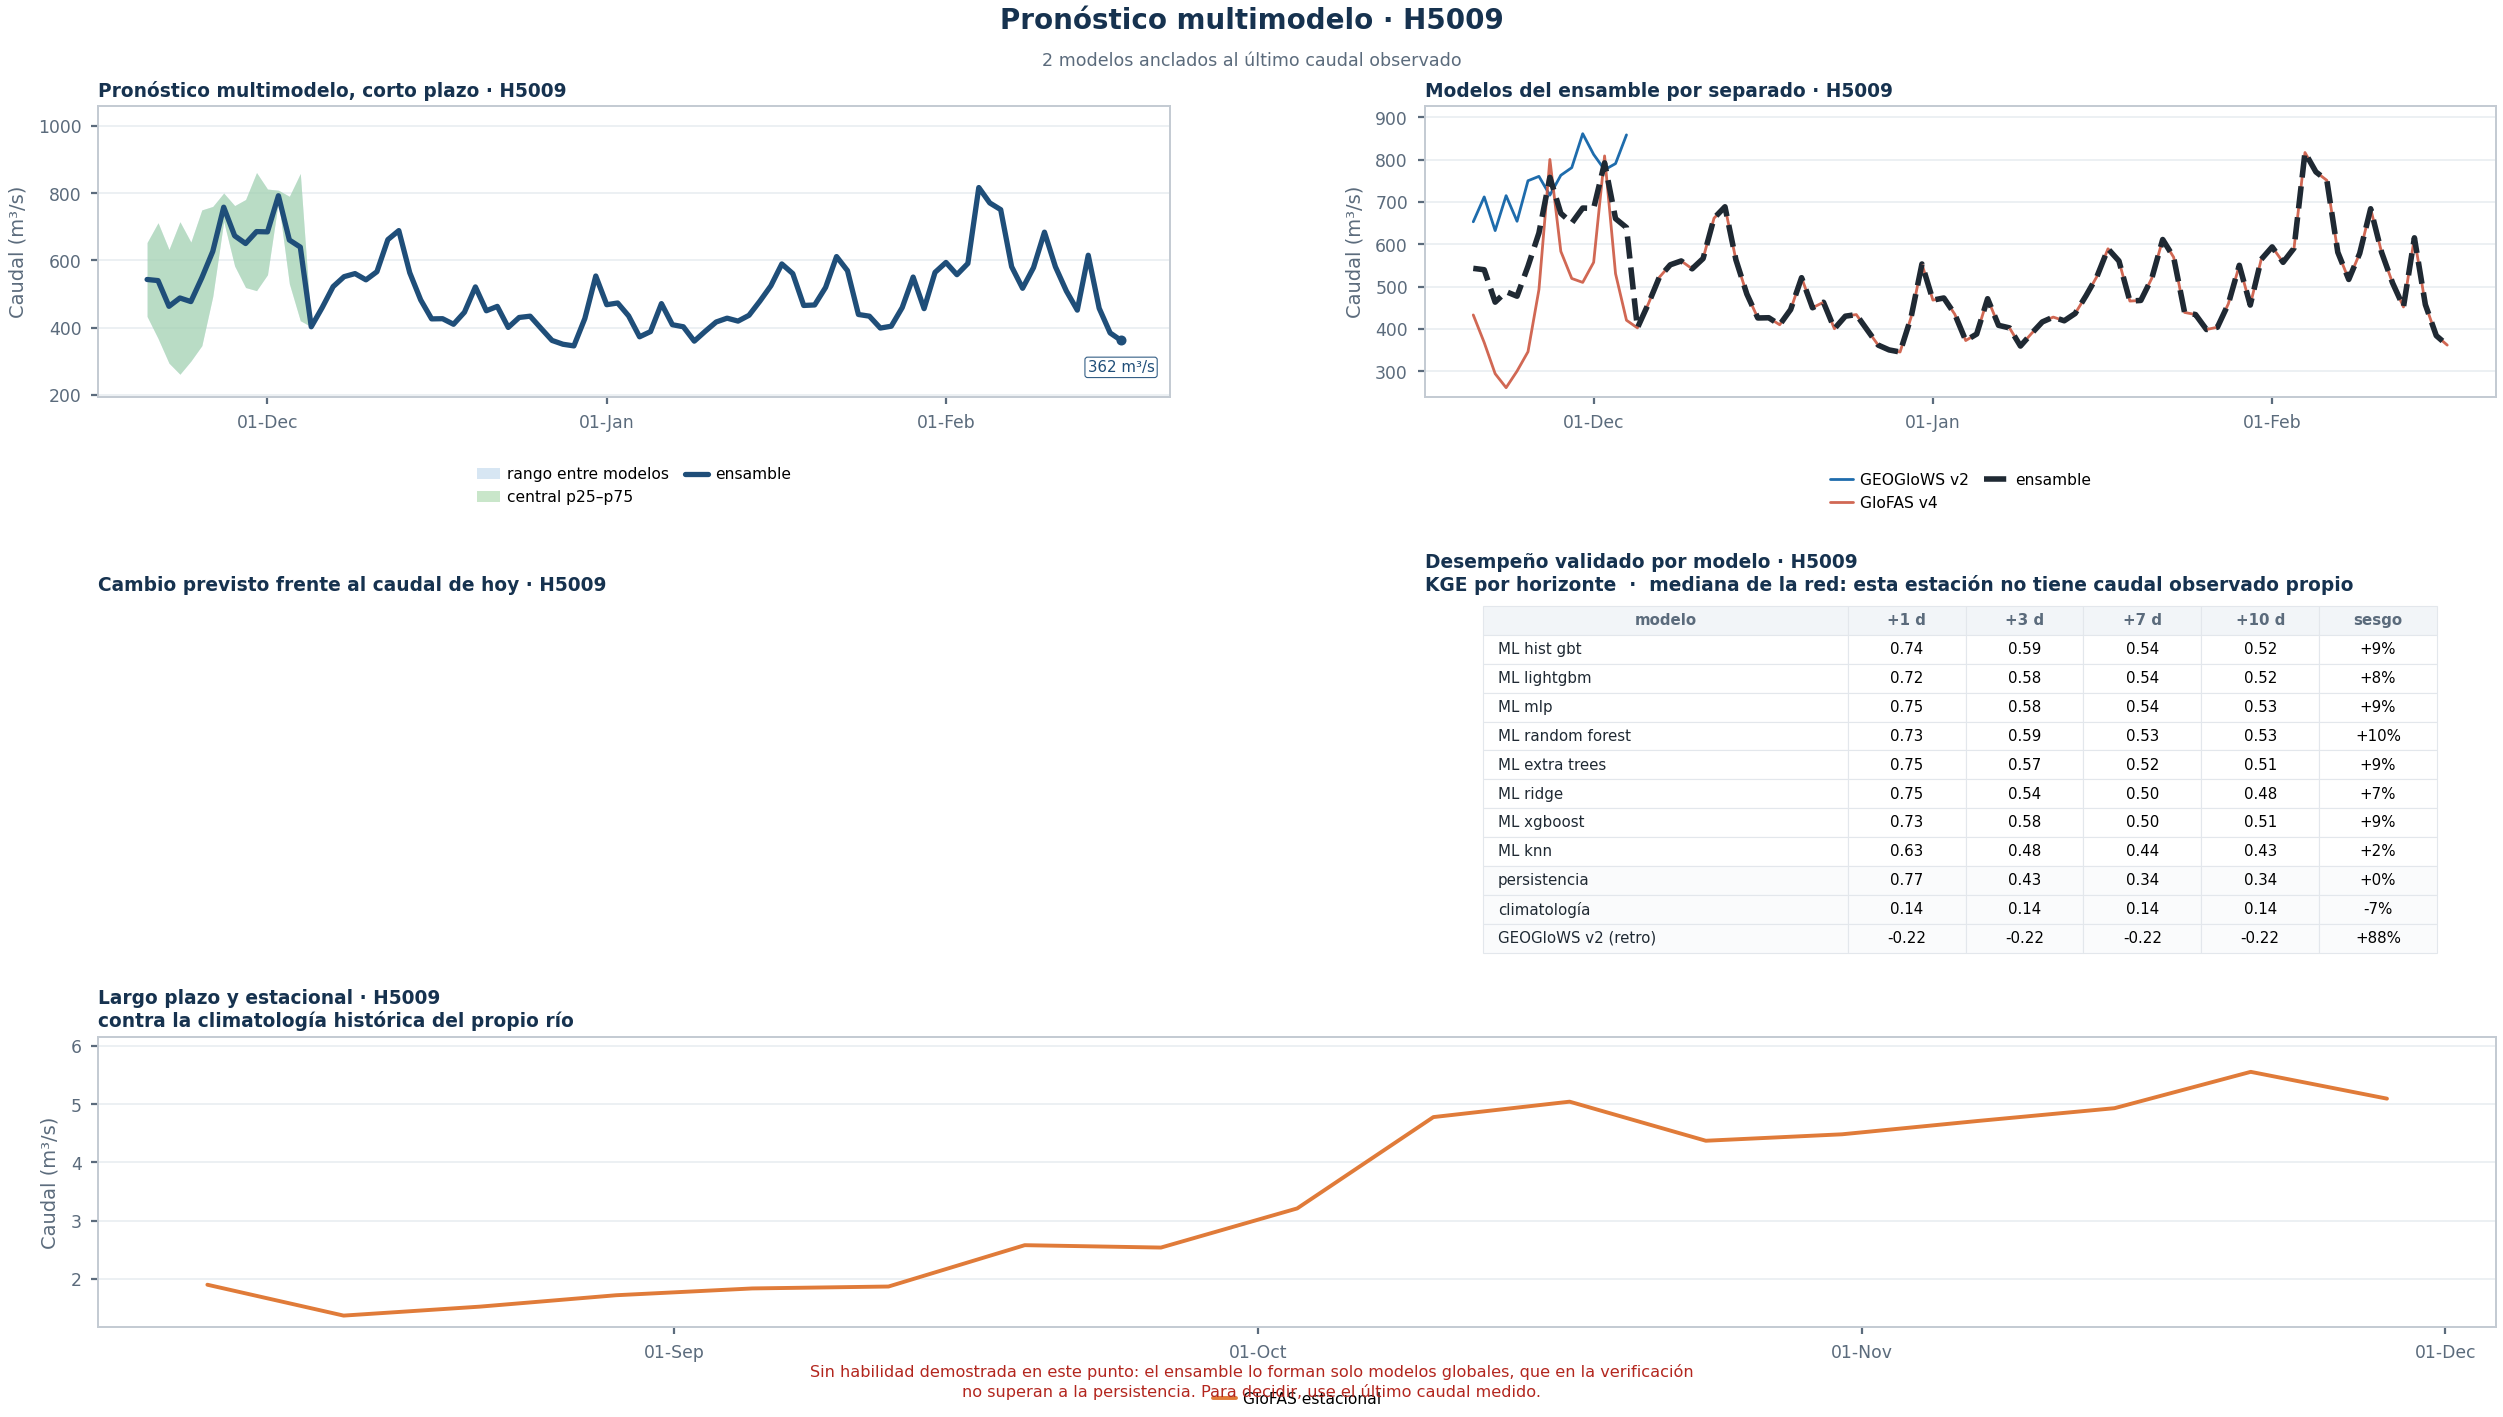 Pronóstico multimodelo · H5009
2 modelos anclados al último caudal observado
Pronóstico multimodelo, corto plazo · H5009
Caudal (m³/s)
1000
800
600
400
200
01-Dec
01-Jan
01-Feb
362 m³/s
rango entre modelos
ensamble
central p25–p75
Modelos del ensamble por separado · H5009
Caudal (m³/s)
900
800
700
600
500
400
300
01-Dec
01-Jan
01-Feb
GEOGloWS v2
ensamble
GloFAS v4
Cambio previsto frente al caudal de hoy · H5009
Desempeño validado por modelo · H5009
KGE por horizonte · mediana de la red: esta estación no tiene caudal observado propio
modelo +1 d +3 d +7 d +10 d sesgo
ML hist gbt 0.74 0.59 0.54 0.52 +9%
ML lightgbm 0.72 0.58 0.54 0.52 +8%
ML mlp 0.75 0.58 0.54 0.53 +9%
ML random forest 0.73 0.59 0.53 0.53 +10%
ML extra trees 0.75 0.57 0.52 0.51 +9%
ML ridge 0.75 0.54 0.50 0.48 +7%
ML xgboost 0.73 0.58 0.50 0.51 +9%
ML knn 0.63 0.48 0.44 0.43 +2%
persistencia 0.77 0.43 0.34 0.34 +0%
climatología 0.14 0.14 0.14 0.14 -7%
GEOGloWS v2 (retro) -0.22 -0.22 -0.22 -0.22 +88%
Largo plazo y estacional · H5009
contra la climatología histórica del propio río
Caudal (m³/s)
6
5
4
3
2
01-Sep
01-Oct
01-Nov
01-Dec
Sin habilidad demostrada en este punto: el ensamble lo forman solo modelos globales, que en la verificación
no superan a la persistencia. Para decidir, use el último caudal medido.
GloFAS estacional